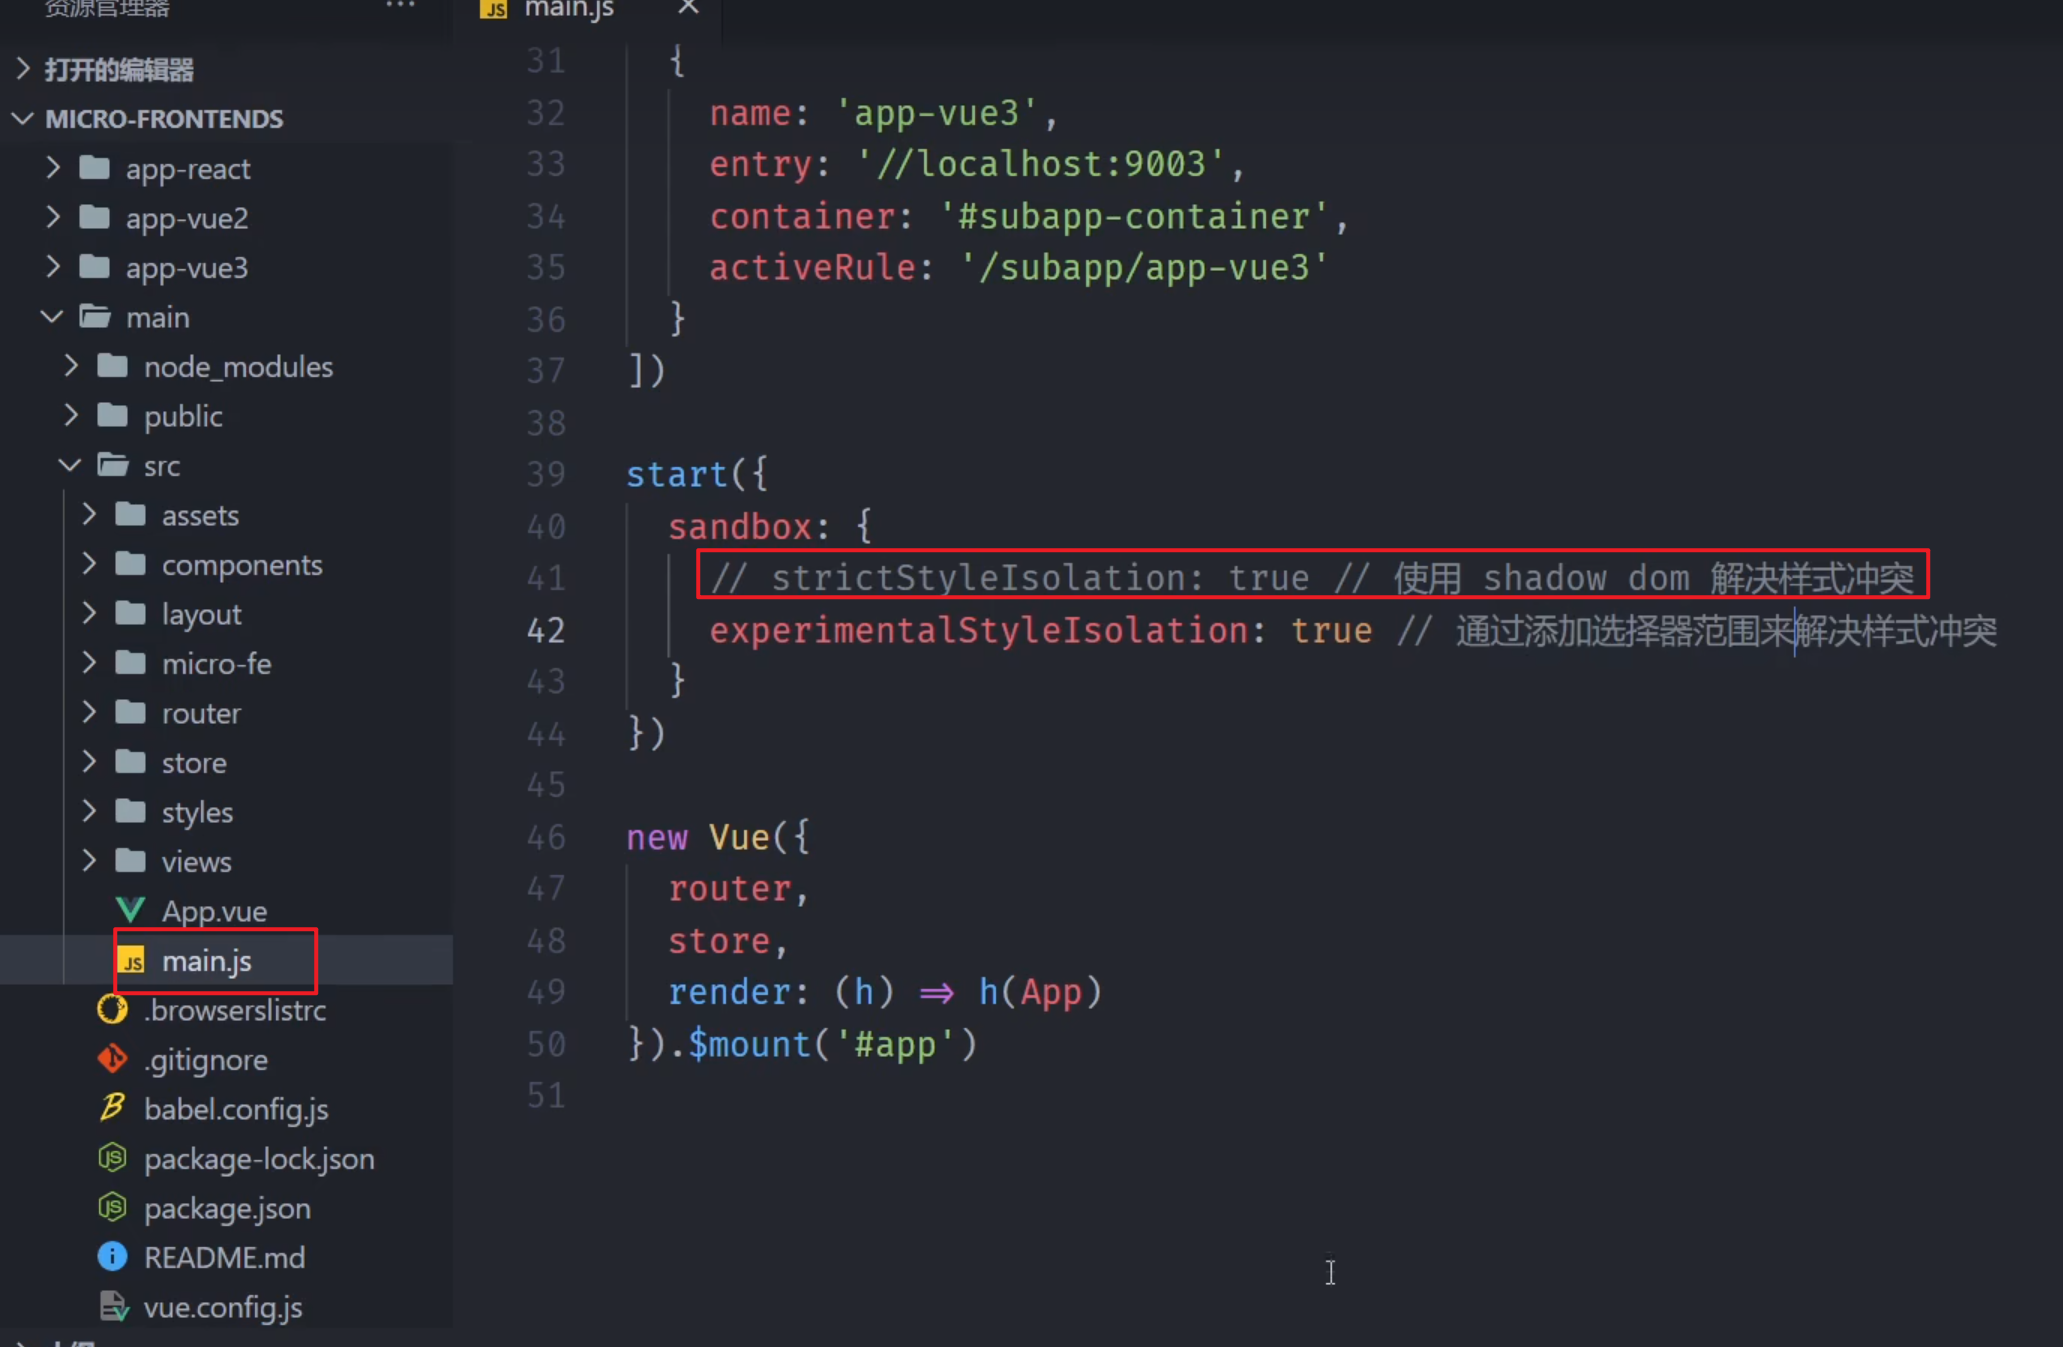 资源管理器 ···
打开的编辑器
MICRO-FRONTENDS
app-react
app-vue2
app-vue3
main
node_modules
public
src
assets
components
layout
micro-fe
router
store
styles
views
App.vue
JS main.js
.browserslistrc
.gitignore
babel.config.js
package-lock.json
package.json
README.md
vue.config.js
JS main.js ×
31 {
32 name: 'app-vue3',
33 entry: '//localhost:9003',
34 container: '#subapp-container',
35 activeRule: '/subapp/app-vue3'
36 }
37 ])
38
39 start({
40 sandbox: {
41 // strictStyleIsolation: true // 使用 shadow dom 解决样式冲突
42 experimentalStyleIsolation: true // 通过添加选择器范围来解决样式冲突
43 }
44 })
45
46 new Vue({
47 router,
48 store,
49 render: (h) => h(App)
50 }).$mount('#app')
51